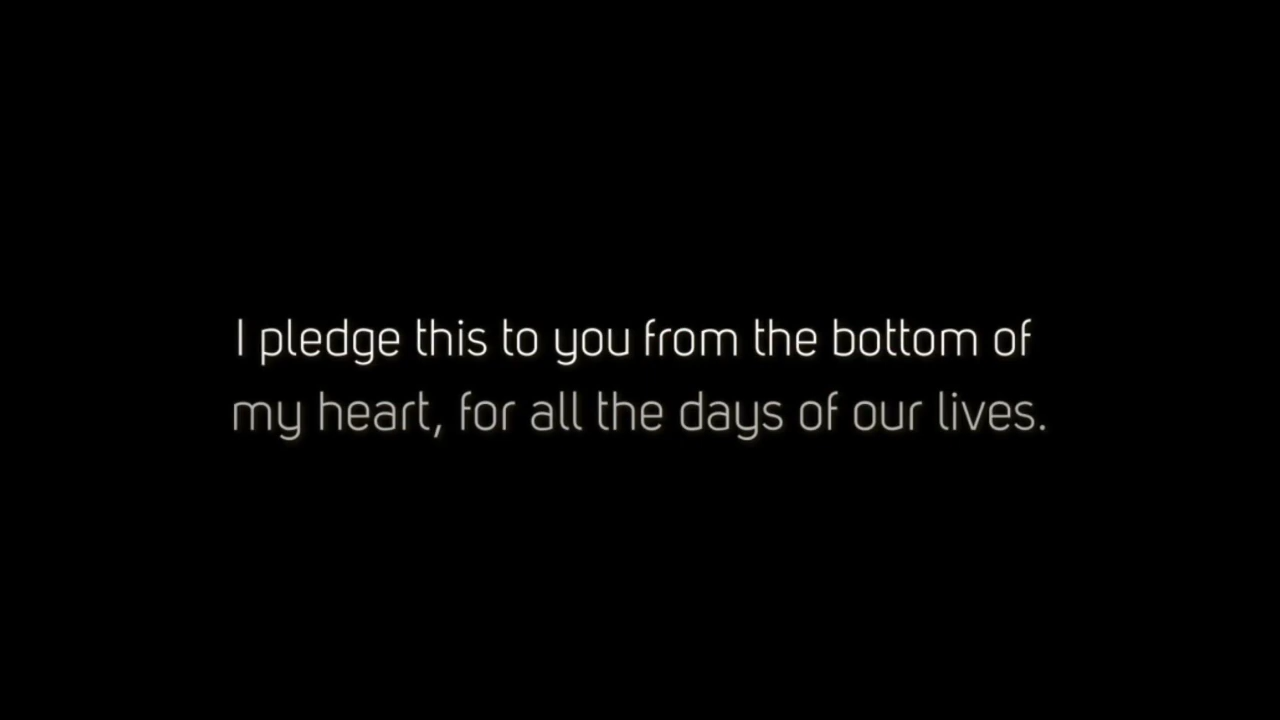 I pledge this to you from the bottom of
my heart, for all the days of our lives.